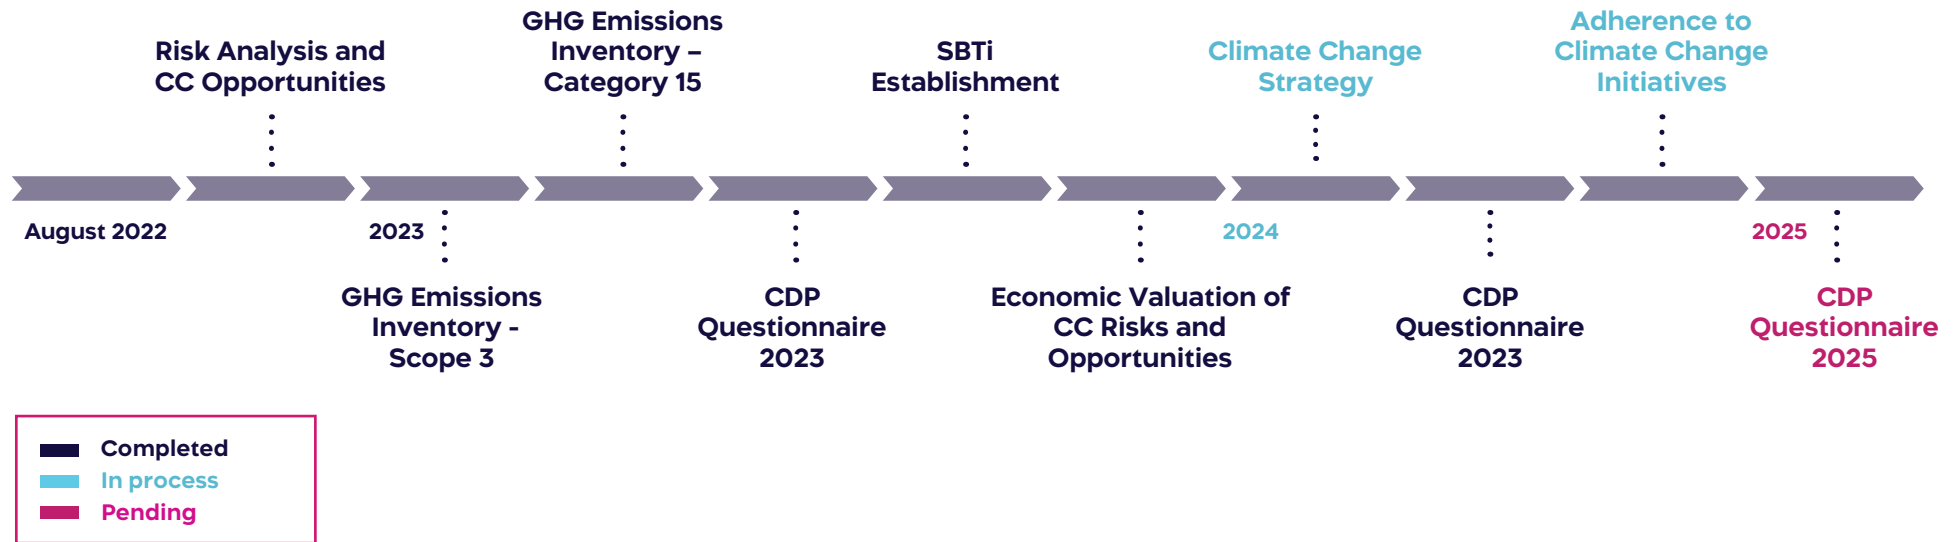 Risk Analysis and
CC Opportunities
GHG Emissions
Inventory –
Category 15
SBTi
Establishment
Climate Change
Strategy
Adherence to
Climate Change
Initiatives
August 2022
2023
2024
2025
GHG Emissions
Inventory -
Scope 3
CDP
Questionnaire
2023
Economic Valuation of
CC Risks and
Opportunities
CDP
Questionnaire
2023
CDP
Questionnaire
2025
Completed
In process
Pending